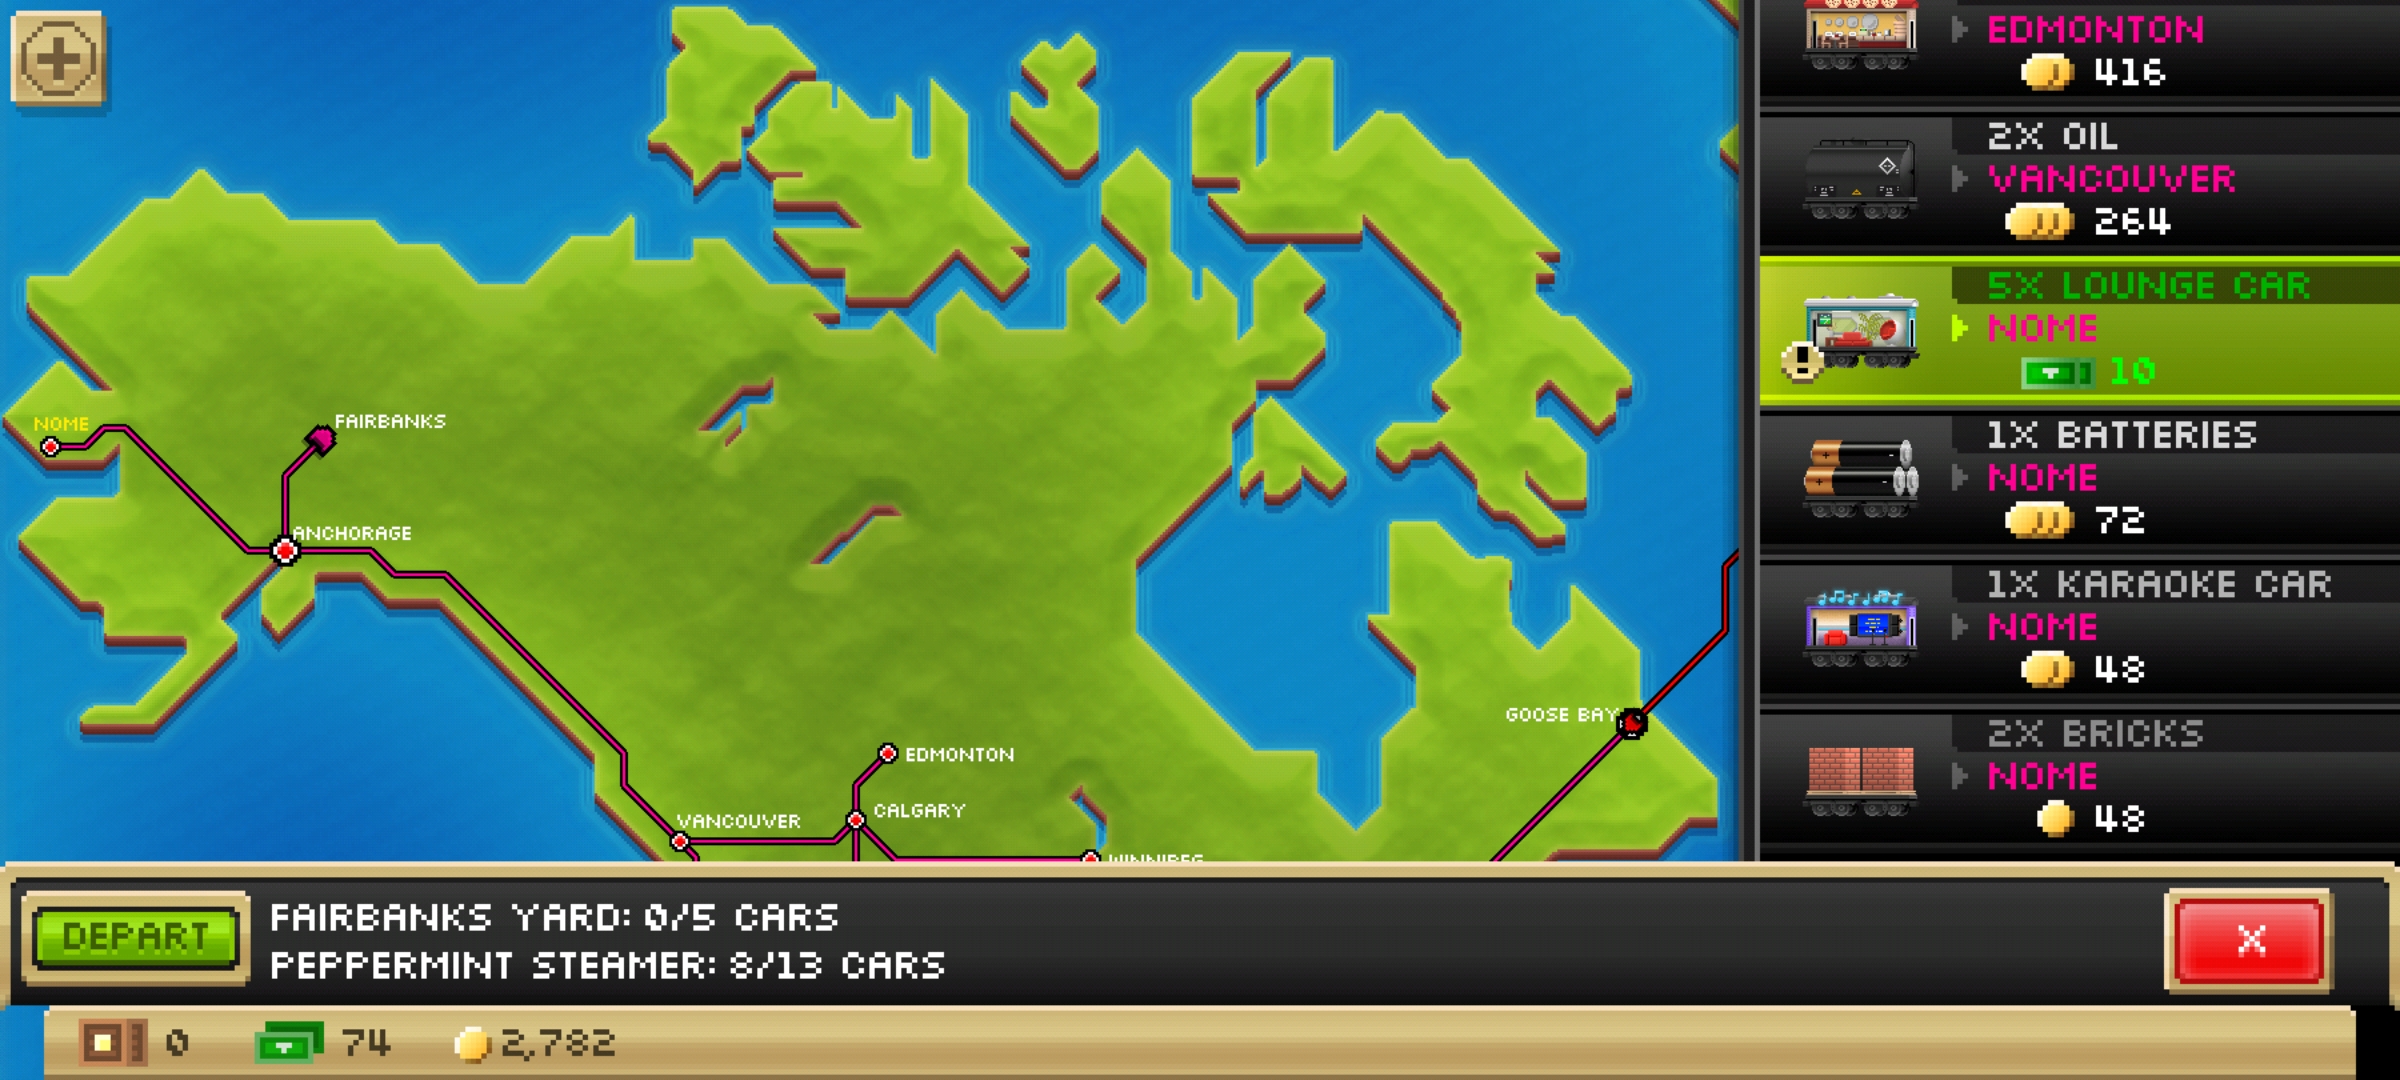 EDMONTON
416
2X OIL
VANCOUVER
264
5X LOUNGE CAR
NOME
10
1X BATTERIES
NOME
72
1X KARAOKE CAR
NOME
48
2X BRICKS
NOME
48
NOME
FAIRBANKS
ANCHORAGE
GOOSE BAY
EDMONTON
CALGARY
VANCOUVER
WINNIPEG
DEPART
FAIRBANKS YARD: 0/5 CARS
PEPPERMINT STEAMER: 8/13 CARS
X
0
74
2,782